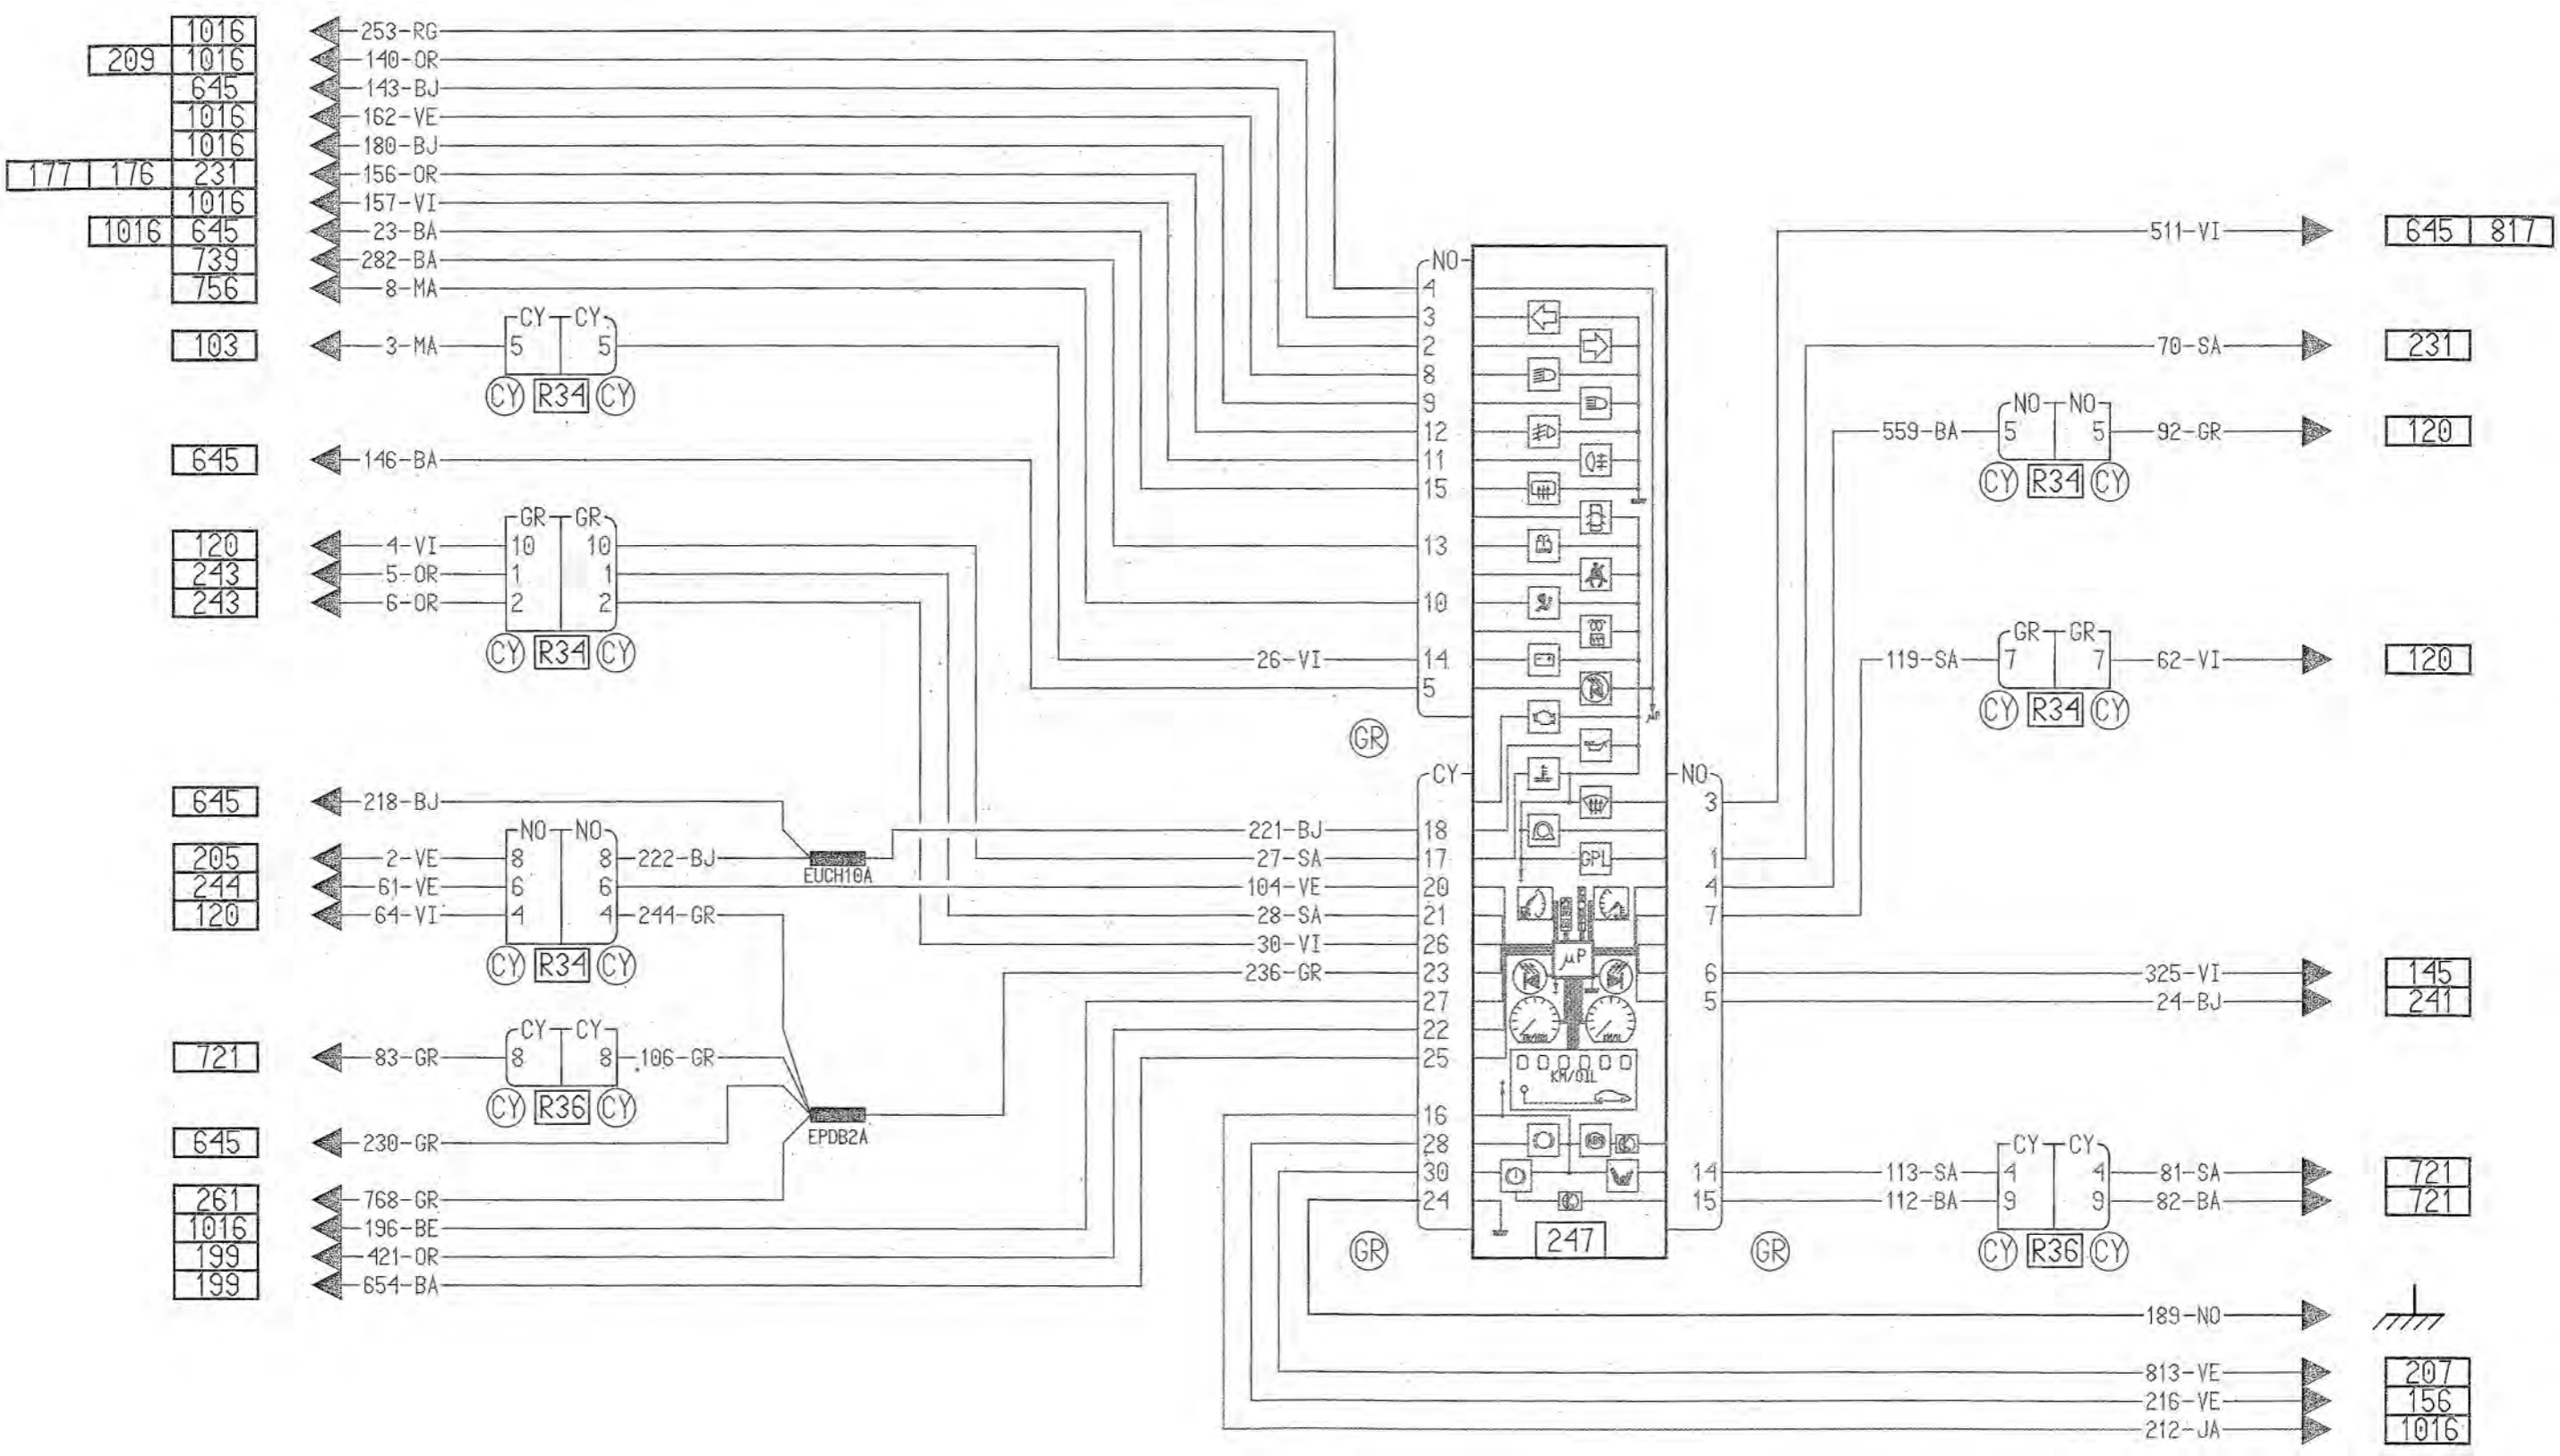 1016 253-RG
209 1016 140-OR
645 143-BJ
1016 162-VE
1016 180-BJ
177 176 231 156-OR
1016 157-VI
1016 645 23-BA 511-VI 645 817
739 282-BA NO
756 8-MA 4
CY CY 3
103 3-MA 5 5 2 70-SA 231
8
CY R34 CY 9 NO NO
12 559-BA 5 5 92-GR 120
645 146-BA 11
15 CY R34 CY
GR GR
120 4-VI 10 10 13
243 5-OR 1 1
243 6-OR 2 2 10
GR GR
CY R34 CY 26-VI 14 119-SA 7 7 62-VI 120
5
CY R34 CY
μP
GR
CY NO
645 218-BJ 3
NO NO 221-BJ 18
205 2-VE 8 8 222-BJ 27-SA 17 GPL 1
EUCH10A
244 61-VE 6 6 104-VE 20 4
120 64-VI 4 4 244-GR 28-SA 21 7
30-VI 26
μP
CY R34 CY 236-GR 23 6 325-VI 145
27 5 24-BJ 241
CY CY 22
721 83-GR 8 8 106-GR 25
KM/OIL
CY R36 CY 16
EPDB2A
645 230-GR 28 ABS CY CY
30 14 113-SA 4 4 81-SA 721
261 768-GR 24 15 112-BA 9 9 82-BA 721
1016 196-BE
GR 247 GR CY R36 CY
199 421-OR
199 654-BA
189-NO
813-VE 207
216-VE 156
212-JA 1016